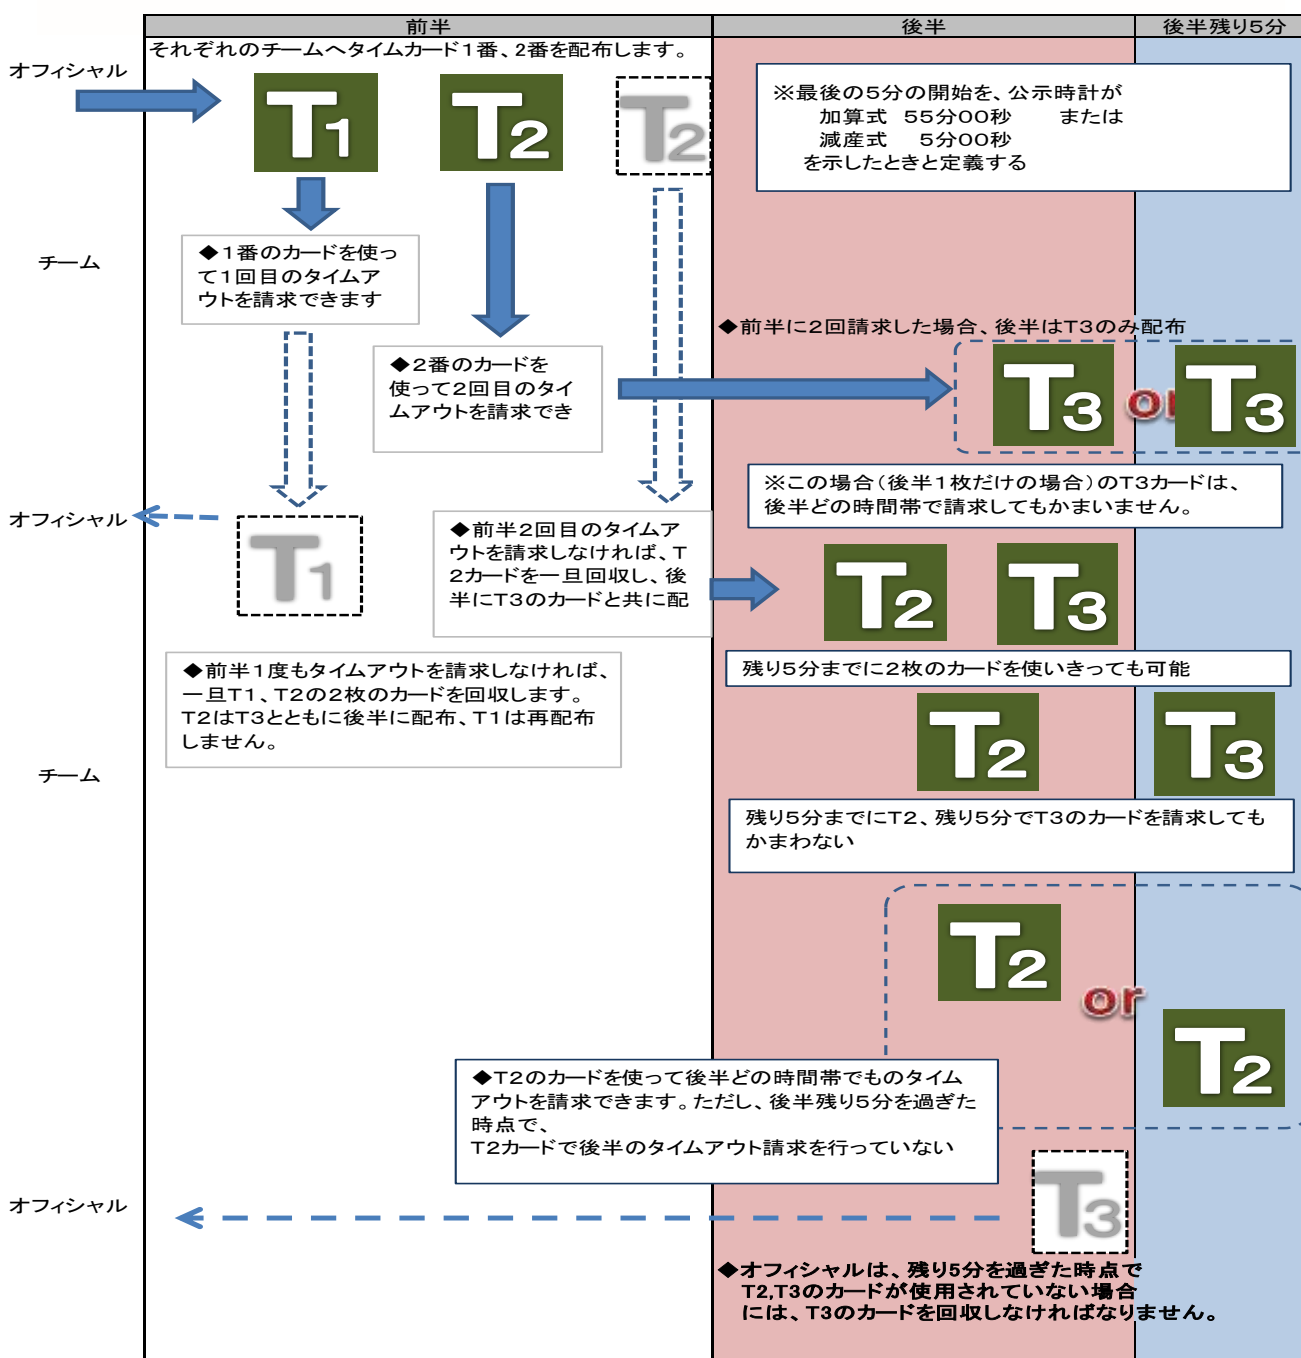 前半
後半
後半残り5分
それぞれのチームへタイムカード1番、2番を配布します。
オフィシャル
T1
T2
T2
※最後の5分の開始を、公示時計が
加算式 55分00秒 または
減産式 5分00秒
を示したときと定義する
チーム
◆1番のカードを使っ
て1回目のタイムア
ウトを請求できます
◆前半に2回請求した場合、後半はT3のみ配布
◆2番のカードを
使って2回目のタイ
ムアウトを請求でき
T3
or
T3
※この場合(後半1枚だけの場合)のT3カードは、
後半どの時間帯で請求してもかまいません。
オフィシャル
T1
◆前半2回目のタイムア
ウトを請求しなければ、T
2カードを一旦回収し、後
半にT3のカードと共に配
T2
T3
◆前半1度もタイムアウトを請求しなければ、
一旦T1、T2の2枚のカードを回収します。
T2はT3とともに後半に配布、T1は再配布
しません。
残り5分までに2枚のカードを使いきっても可能
チーム
T2
T3
残り5分までにT2、残り5分でT3のカードを請求しても
かまわない
T2
or
T2
◆T2のカードを使って後半どの時間帯でものタイム
アウトを請求できます。ただし、後半残り5分を過ぎた
時点で、
T2カードで後半のタイムアウト請求を行っていない
オフィシャル
T3
◆オフィシャルは、残り5分を過ぎた時点で
T2,T3のカードが使用されていない場合
には、T3のカードを回収しなければなりません。